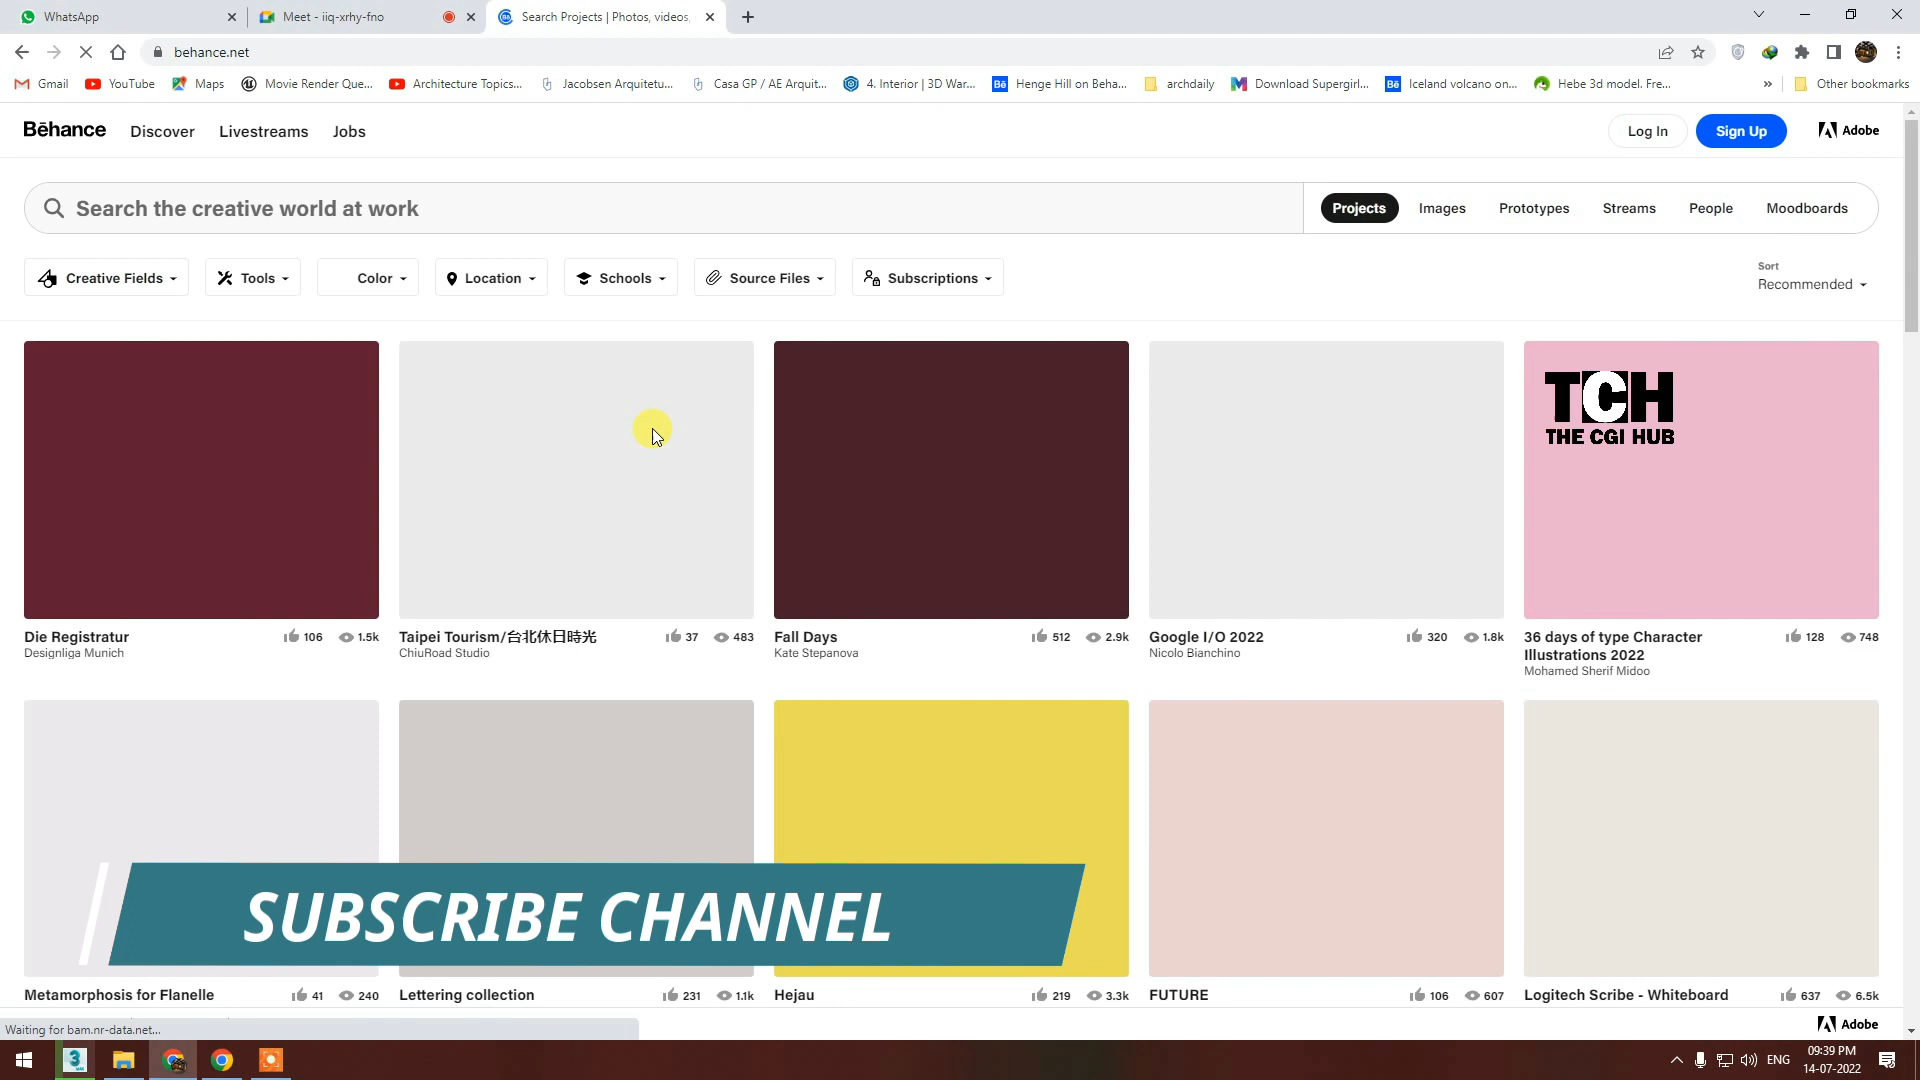 WhatsApp
Meet - iiq-xrhy-fno
Search Projects | Photos, videos,
behance.net
Gmail
YouTube
Maps
Movie Render Que...
Architecture Topics...
Jacobsen Arquitetu...
Casa GP / AE Arquit...
4. Interior | 3D War...
Henge Hill on Beha...
archdaily
Download Supergirl...
Iceland volcano on...
Hebe 3d model. Fre...
»
Other bookmarks
Bēhance
Discover
Livestreams
Jobs
Log In
Sign Up
Adobe
Search the creative world at work
Projects
Images
Prototypes
Streams
People
Moodboards
Creative Fields
Tools
Color
Location
Schools
Source Files
Subscriptions
Sort
Recommended
TCH
THE CGI HUB
Die Registratur
106
1.5k
Designliga Munich
Taipei Tourism/台北休日時光
37
483
ChiuRoad Studio
Fall Days
512
2.9k
Kate Stepanova
Google I/O 2022
320
1.8k
Nicolo Bianchino
36 days of type Character
Illustrations 2022
128
748
Mohamed Sherif Midoo
SUBSCRIBE CHANNEL
Metamorphosis for Flanelle
41
240
Lettering collection
231
1.1k
Hejau
219
3.3k
FUTURE
106
607
Logitech Scribe - Whiteboard
637
6.5k
Waiting for bam.nr-data.net...
Adobe
ENG
09:39 PM
14-07-2022